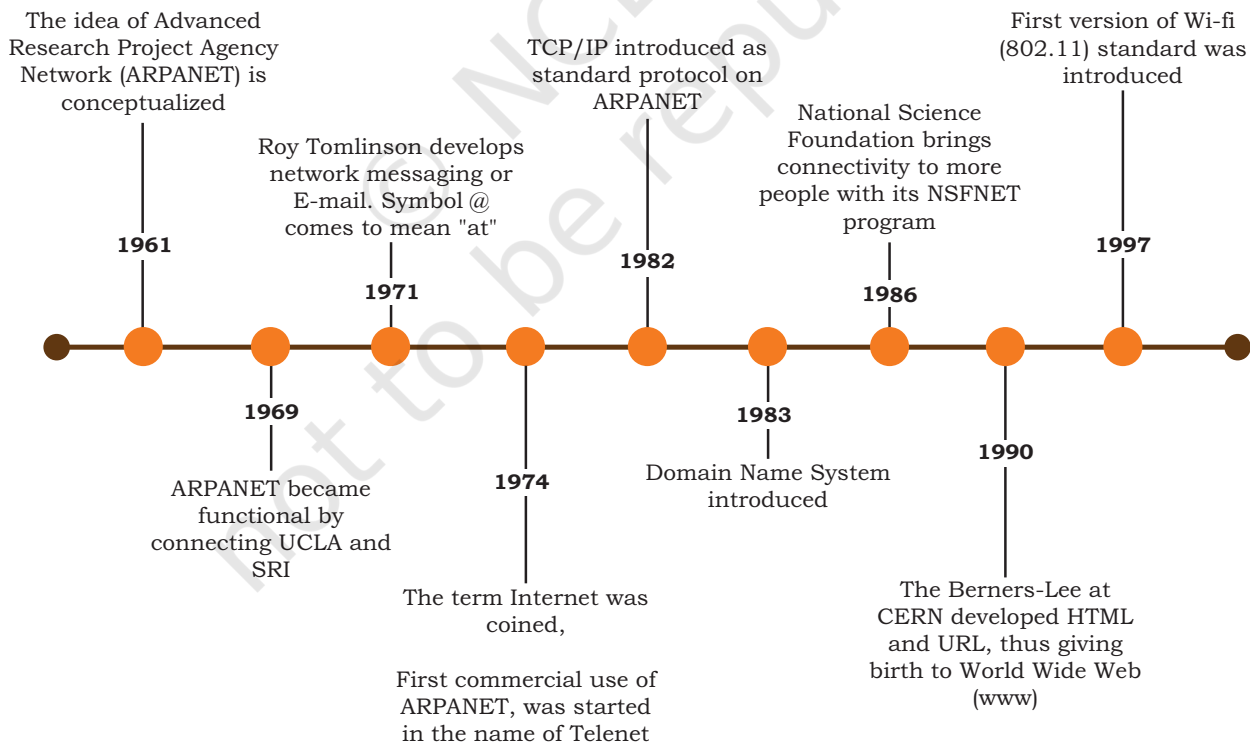 The idea of Advanced
Research Project Agency
Network (ARPANET) is
conceptualized
1961
ARPANET became
functional by
connecting UCLA and
SRI
1969
Roy Tomlinson develops
network messaging or
E-mail. Symbol @
comes to mean "at"
1971
1974
The term Internet was
coined,
First commercial use of
ARPANET, was started
in the name of Telenet
TCP/IP introduced as
standard protocol on
ARPANET
1982
1983
Domain Name System
introduced
National Science
Foundation brings
connectivity to more
people with its NSFNET
program
1986
1990
The Berners-Lee at
CERN developed HTML
and URL, thus giving
birth to World Wide Web
(www)
First version of Wi-fi
(802.11) standard was
introduced
1997
© NCE
not to be repu